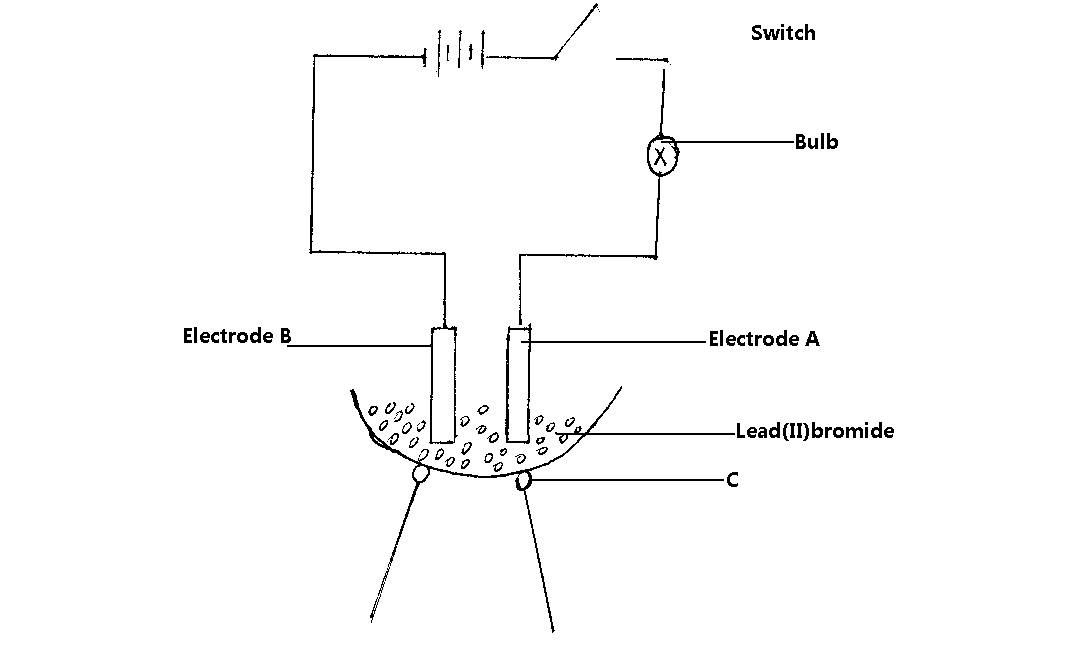 Switch
Bulb
Electrode B
Electrode A
Lead(II)bromide
C